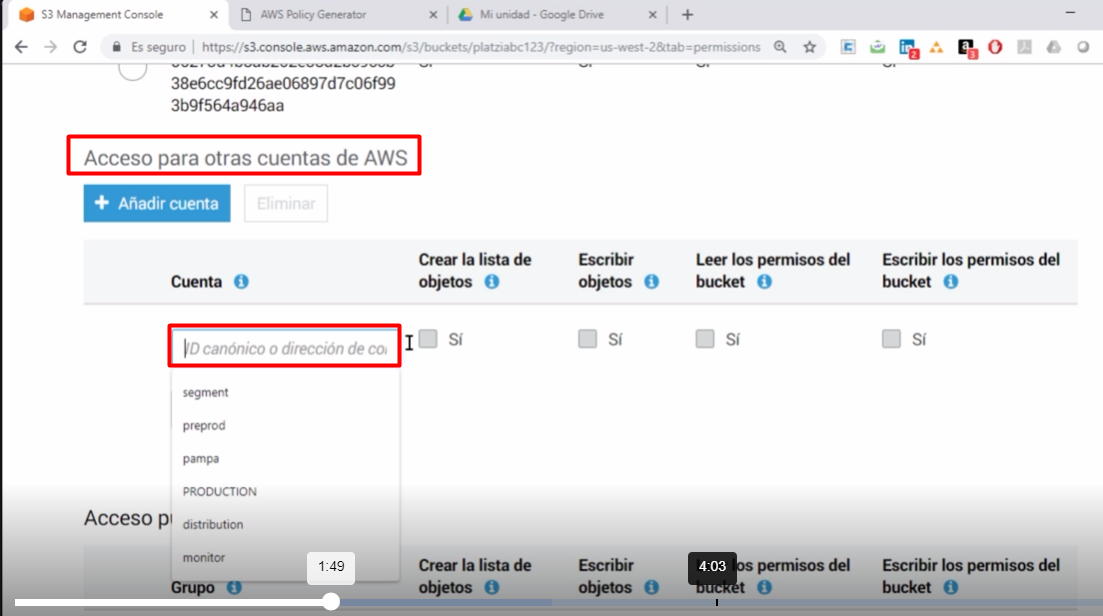 S3 Management Console
AWS Policy Generator
Mi unidad - Google Drive
Es seguro
https://s3.console.aws.amazon.com/s3/buckets/platziabc123/?region=us-west-2&tab=permissions
2
3
38e6cc9fd26ae06897d7c06f99
3b9f564a946aa
Acceso para otras cuentas de AWS
+ Añadir cuenta
Eliminar
Cuenta
Crear la lista de
objetos
Escribir
objetos
Leer los permisos del
bucket
Escribir los permisos del
bucket
ID canónico o dirección de
Sí
Sí
Sí
Sí
segment
preprod
pampa
PRODUCTION
distribution
monitor
Acceso
1:49
4:03
Grupo
Crear la lista de
objetos
Escribir
objetos
los permisos del
bucket
Escribir los permisos del
bucket